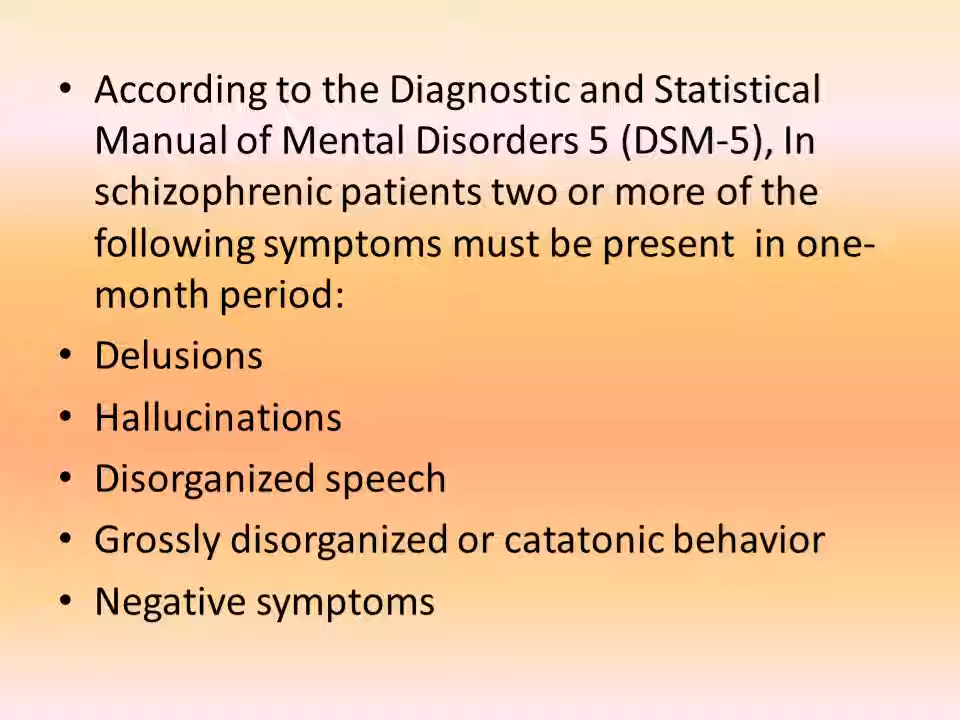 • According to the Diagnostic and Statistical
Manual of Mental Disorders 5 (DSM-5), In
schizophrenic patients two or more of the
following symptoms must be present  in one-
month period:
• Delusions
• Hallucinations
• Disorganized speech
• Grossly disorganized or catatonic behavior
• Negative symptoms